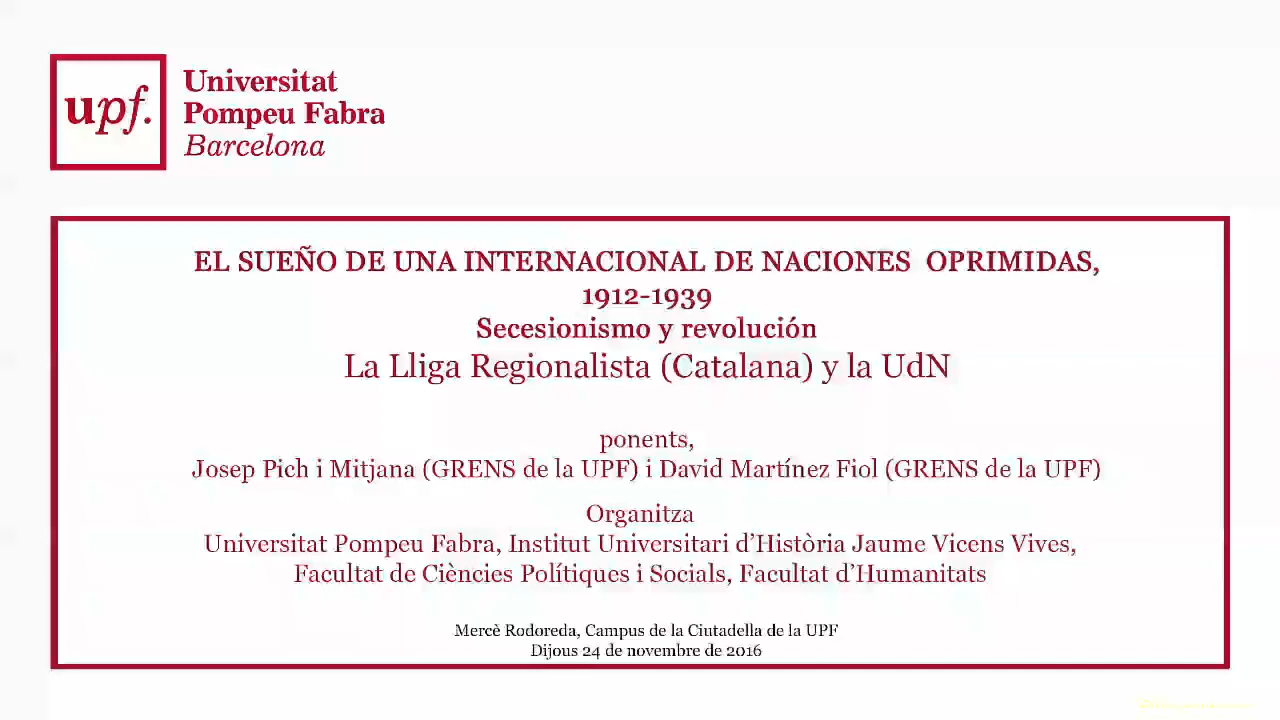 upf.
Universitat
Pompeu Fabra
Barcelona
EL SUEÑO DE UNA INTERNACIONAL DE NACIONES OPRIMIDAS,
1912-1939
Secesionismo y revolución
La Lliga Regionalista (Catalana) y la UdN
ponents,
Josep Pich i Mitjana (GRENS de la UPF) i David Martínez Fiol (GRENS de la UPF)
Organitza
Universitat Pompeu Fabra, Institut Universitari d’Història Jaume Vicens Vives,
Facultat de Ciències Polítiques i Socials, Facultat d’Humanitats
Mercè Rodoreda, Campus de la Ciutadella de la UPF
Dijous 24 de novembre de 2016